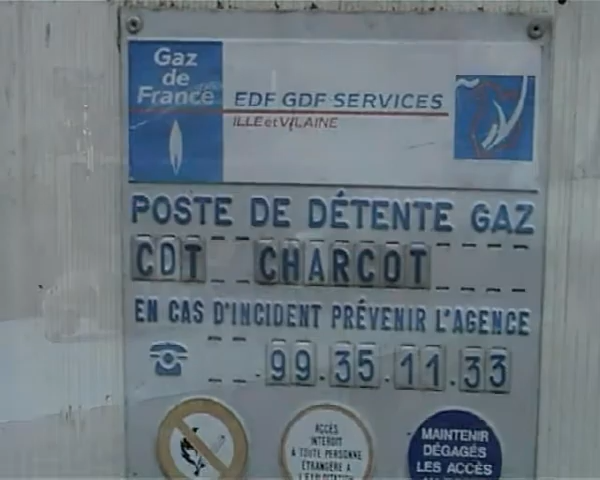 Gaz
de
France
EDF GDF SERVICES
ILLE et VILAINE
POSTE DE DÉTENTE GAZ
CDT CHARCOT
EN CAS D'INCIDENT PRÉVENIR L'AGENCE
99.35.11.33
ACCÈS
INTERDIT
À TOUTE PERSONNE
ÉTRANGÈRE À
L'EXPLOITATION
MAINTENIR
DÉGAGÉS
LES ACCÈS